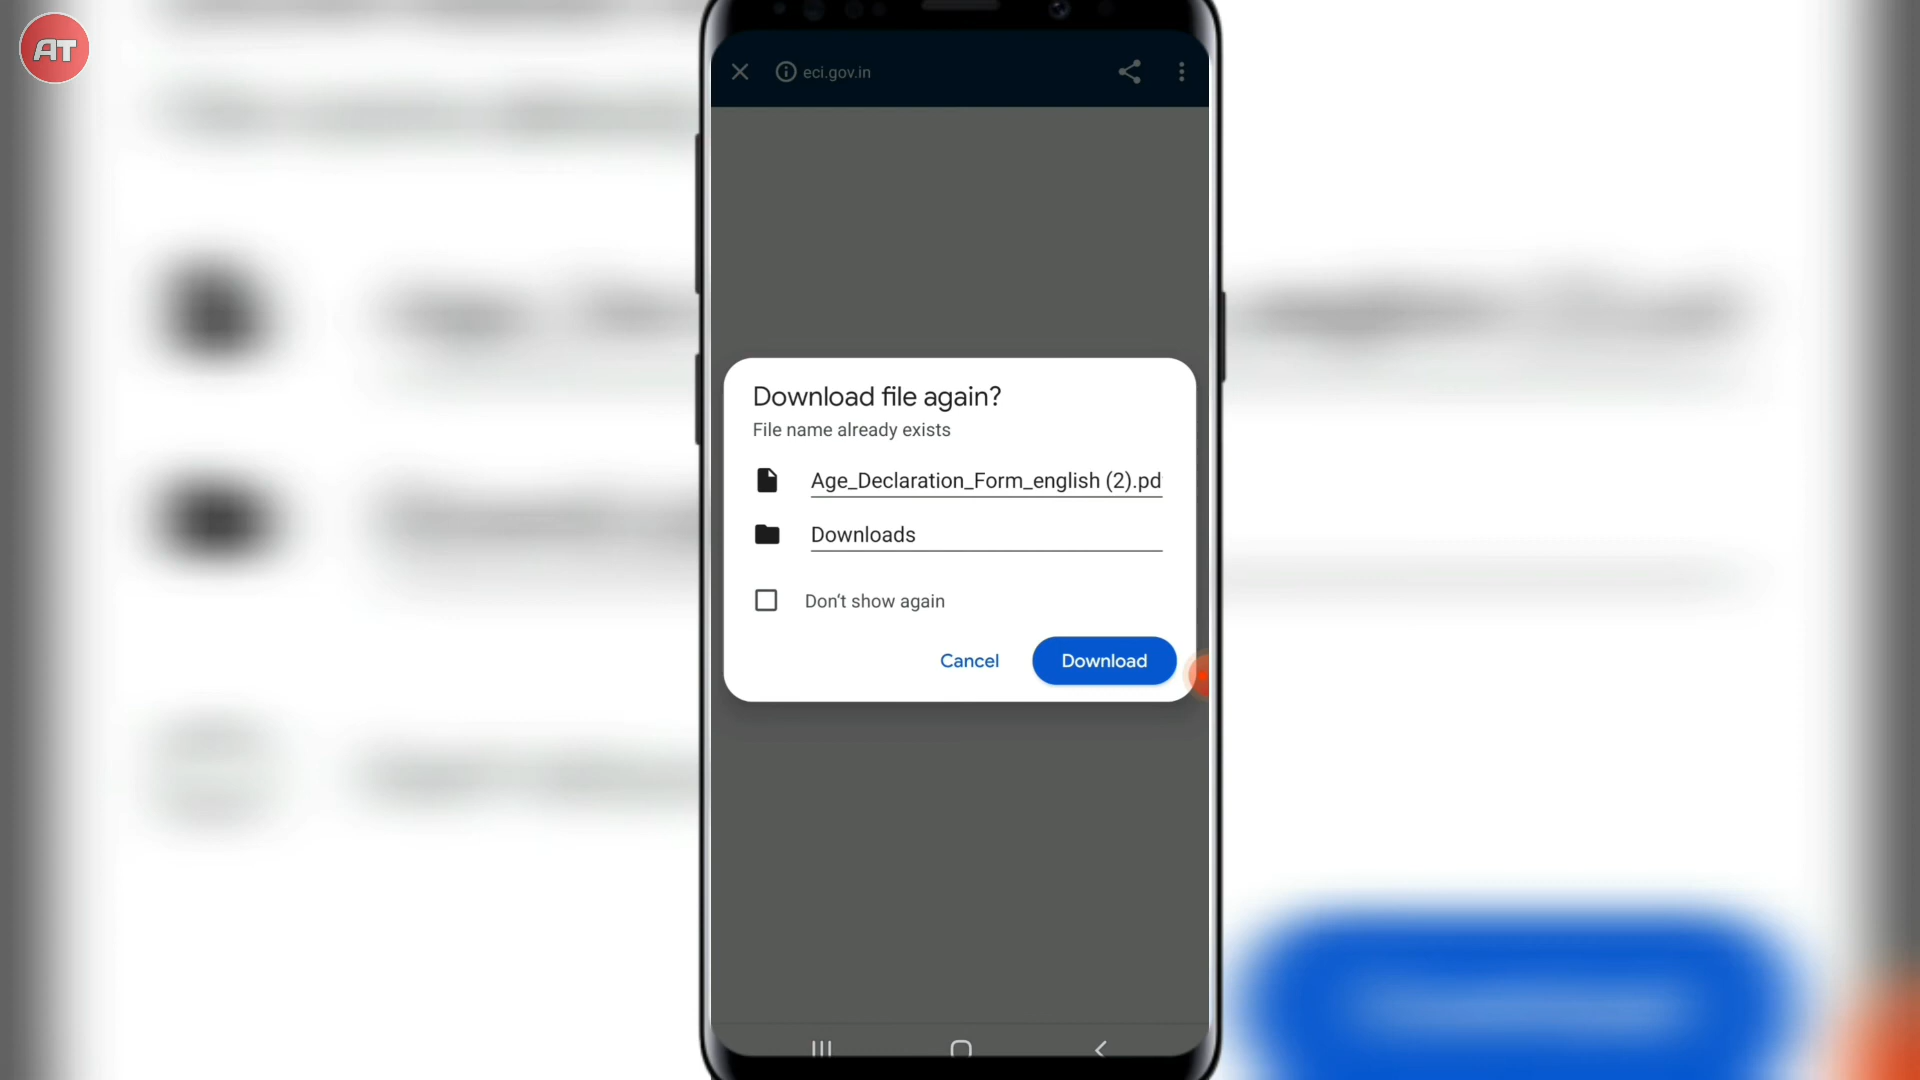 AT
eci.gov.in
Download file again?
File name already exists
Age_Declaration_Form_english (2).pd
Downloads
Don't show again
Cancel
Download